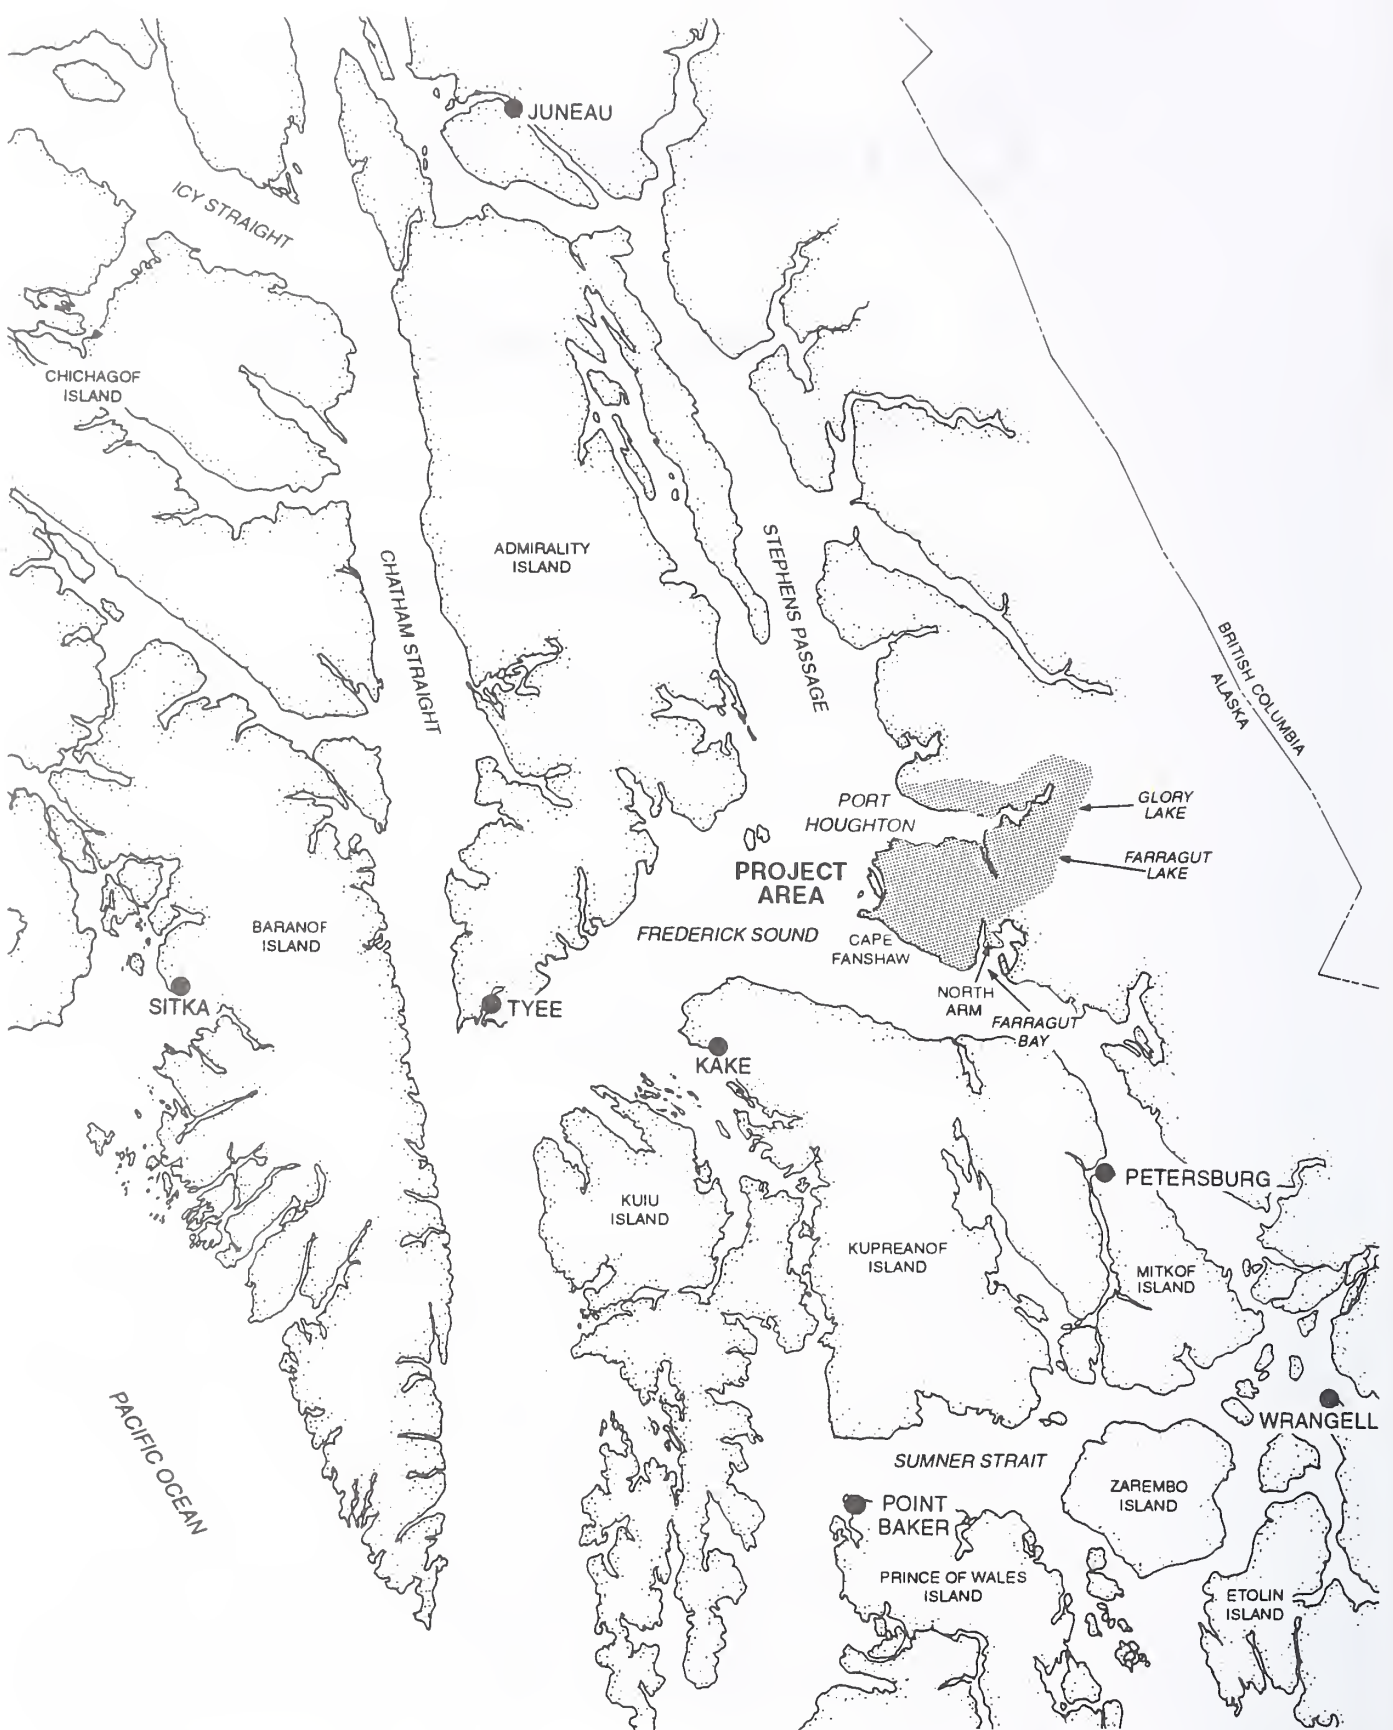 JUNEAU
ICY STRAIGHT
CHICHAGOF
ISLAND
ADMIRALITY
ISLAND
CHATHAM STRAIGHT
STEPHENS PASSAGE
BRITISH COLUMBIA
ALASKA
PORT
HOUGHTON
GLORY
LAKE
PROJECT
AREA
FARRAGUT
LAKE
BARANOF
ISLAND
FREDERICK SOUND
CAPE
FANSHAW
SITKA
TYEE
NORTH
ARM
FARRAGUT
BAY
KAKE
PETERSBURG
KUIU
ISLAND
KUPREANOF
ISLAND
MITKOF
ISLAND
PACIFIC OCEAN
WRANGELL
SUMNER STRAIT
ZAREMBO
ISLAND
POINT
BAKER
PRINCE OF WALES
ISLAND
ETOLIN
ISLAND